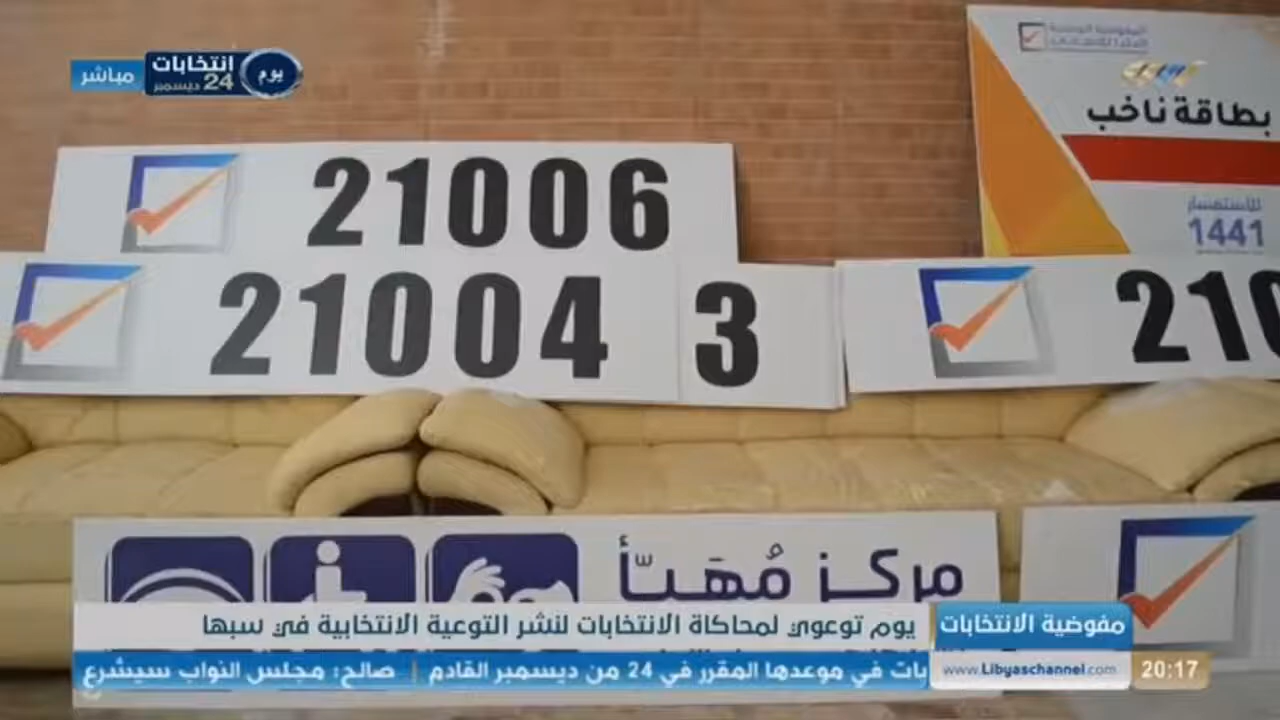 مباشر
انتخابات
24 ديسمبر
يوم
بطاقة ناخب
للاستفسار
1441
21006
21004 3
210
مركز مُهَيّأ
مفوضية الانتخابات
يوم توعوي لمحاكاة الانتخابات لنشر التوعية الانتخابية في سبها
بات في موعدها المقرر في 24 من ديسمبر القادم | صالح: مجلس النواب سيشرع
www.Libyaschannel.com
20:17